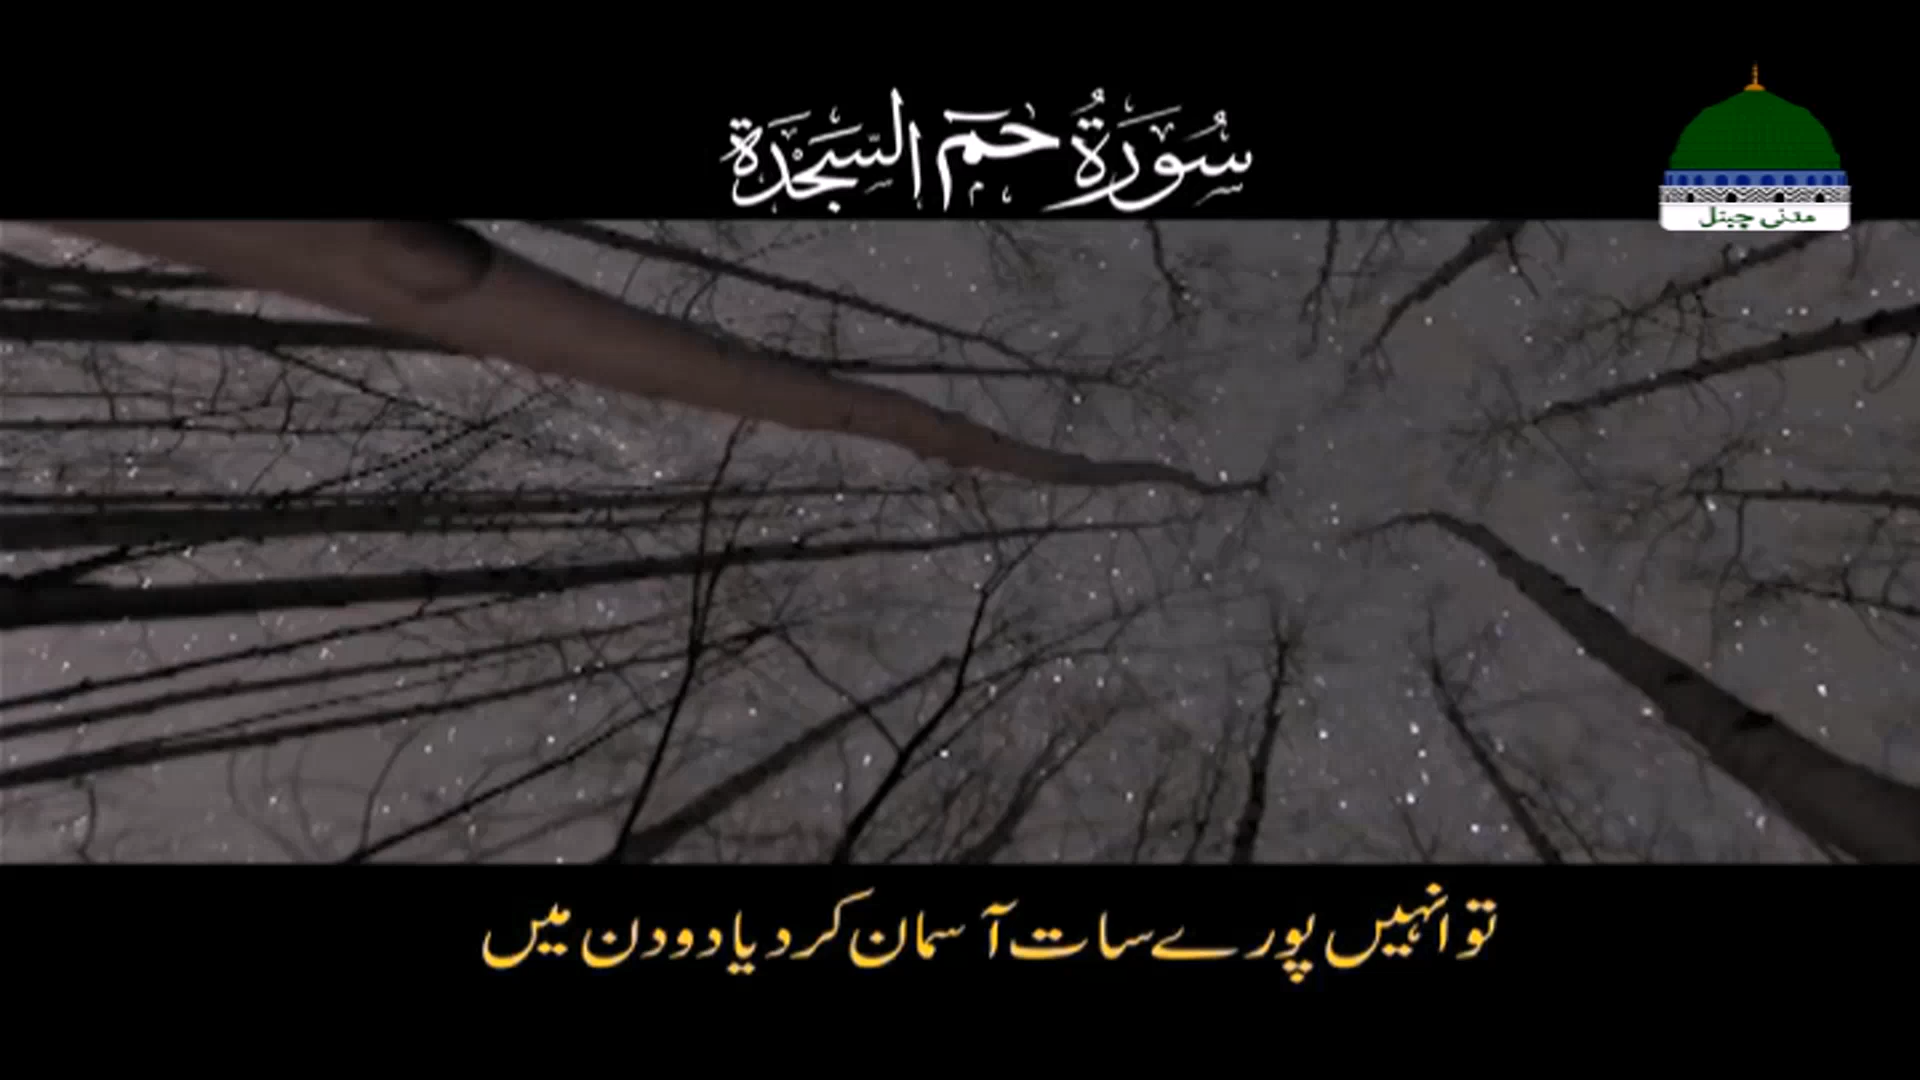 سُوۡرَۃُ حٰمٓ السَّجۡدَۃ
مدنی چینل
تو انہیں پورے سات آسمان کر دیا دو دن میں